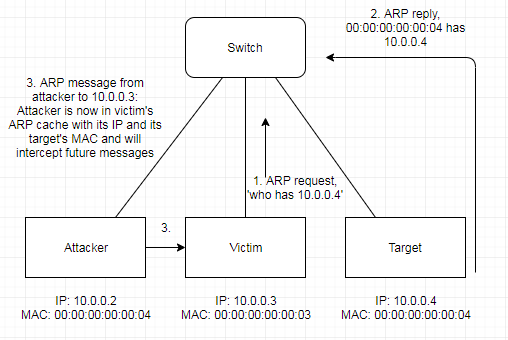 2. ARP reply,
00:00:00:00:00:04 has
10.0.0.4
Switch
3. ARP message from
attacker to 10.0.0.3:
Attacker is now in victim's
ARP cache with its IP and its
target's MAC and will
intercept future messages
1. ARP request,
'who has 10.0.0.4'
3.
Attacker
Victim
Target
IP: 10.0.0.2
MAC: 00:00:00:00:00:04
IP: 10.0.0.3
MAC: 00:00:00:00:00:03
IP: 10.0.0.4
MAC: 00:00:00:00:00:04